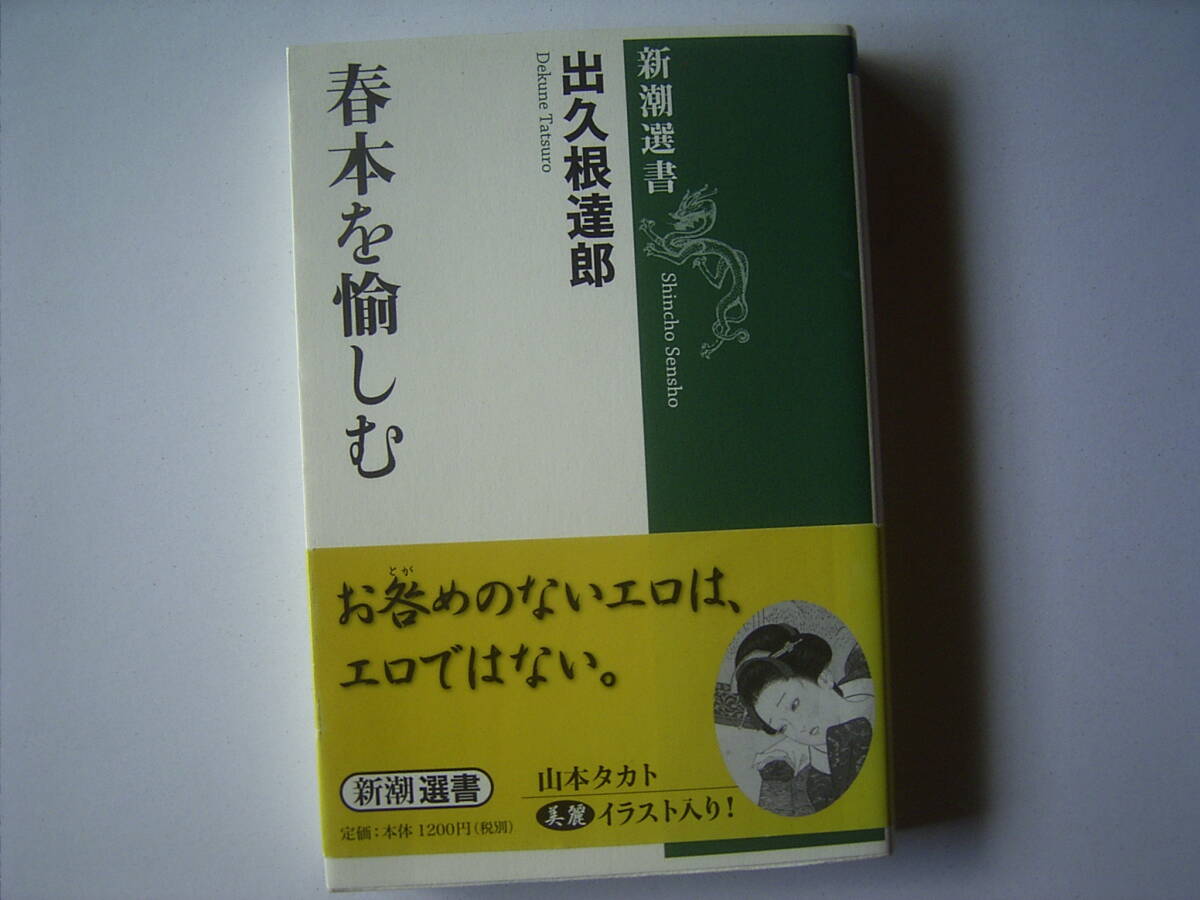 新潮選書
Shincho Sensho
出久根達郎
Dekune Tatsuro
春本を愉しむ
とが
お咎めのないエロは、
エロではない。
新潮選書
定価:本体1200円(税別)
山本タカト
美麗イラスト入り!